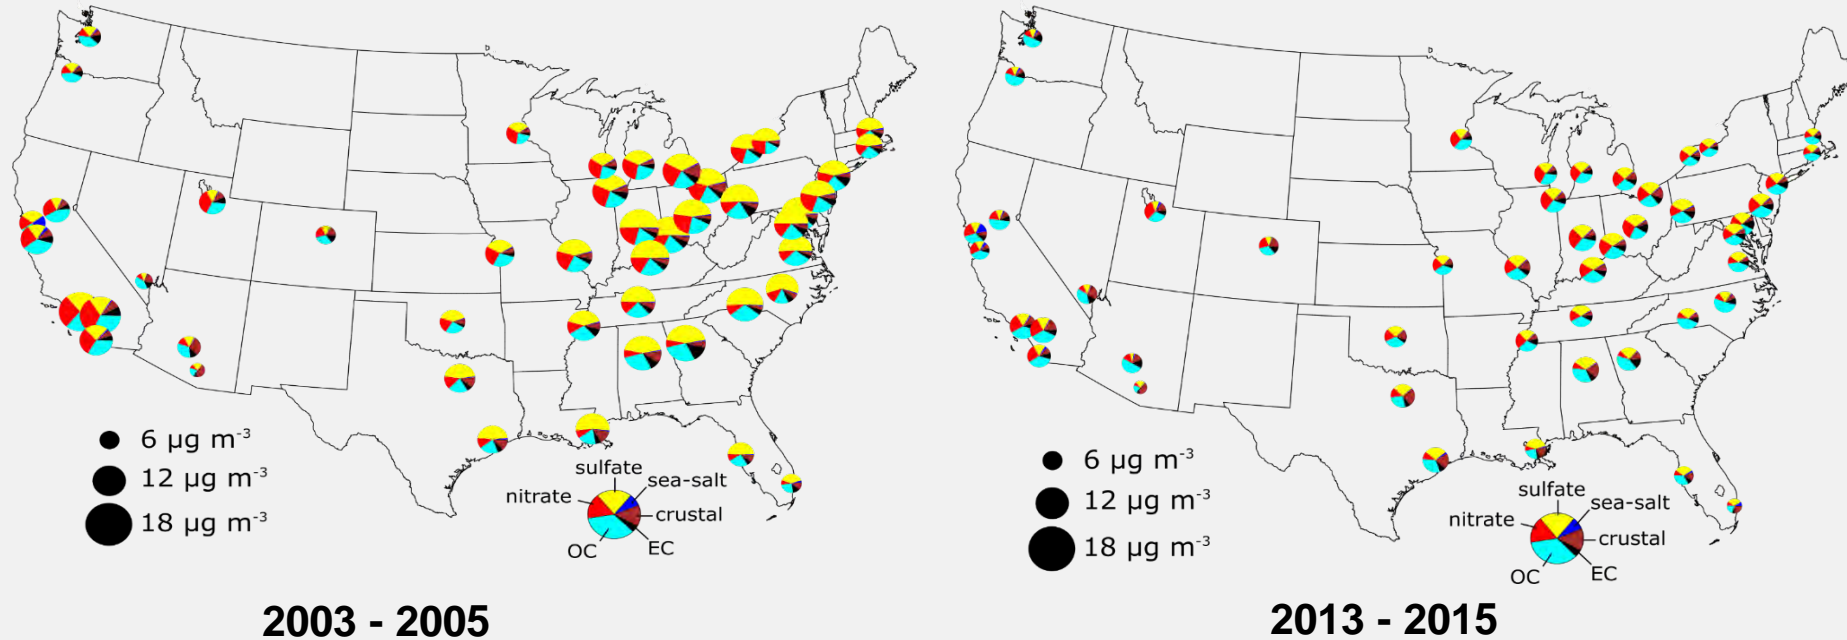 6 µg m⁻³
12 µg m⁻³
18 µg m⁻³
sulfate
sea-salt
nitrate
crustal
OC
EC
2003 - 2005
6 µg m⁻³
12 µg m⁻³
18 µg m⁻³
sulfate
sea-salt
nitrate
crustal
OC
EC
2013 - 2015